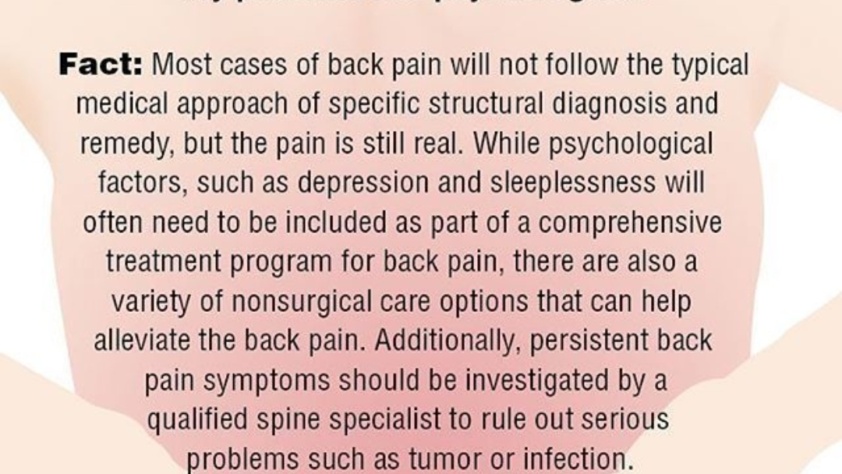 Fact: Most cases of back pain will not follow the typical
medical approach of specific structural diagnosis and
remedy, but the pain is still real. While psychological
factors, such as depression and sleeplessness will
often need to be included as part of a comprehensive
treatment program for back pain, there are also a
variety of nonsurgical care options that can help
alleviate the back pain. Additionally, persistent back
pain symptoms should be investigated by a
qualified spine specialist to rule out serious
problems such as tumor or infection.